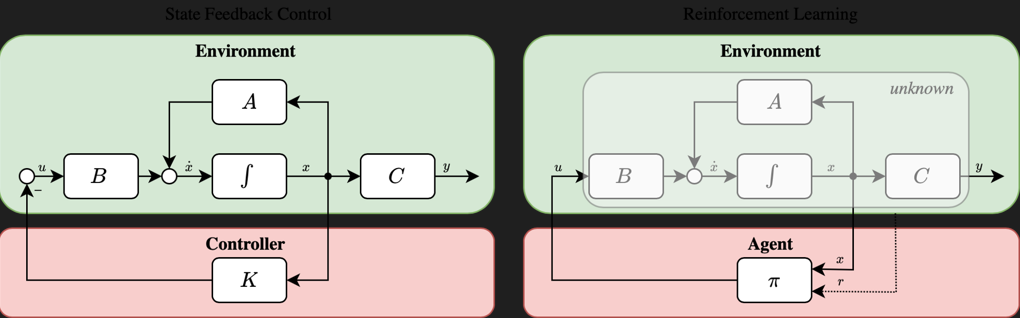 State Feedback Control
Environment
A
u
B
ẋ
∫
x
C
y
−
Controller
K
Reinforcement Learning
Environment
unknown
A
u
B
ẋ
∫
x
C
y
Agent
x
π
r